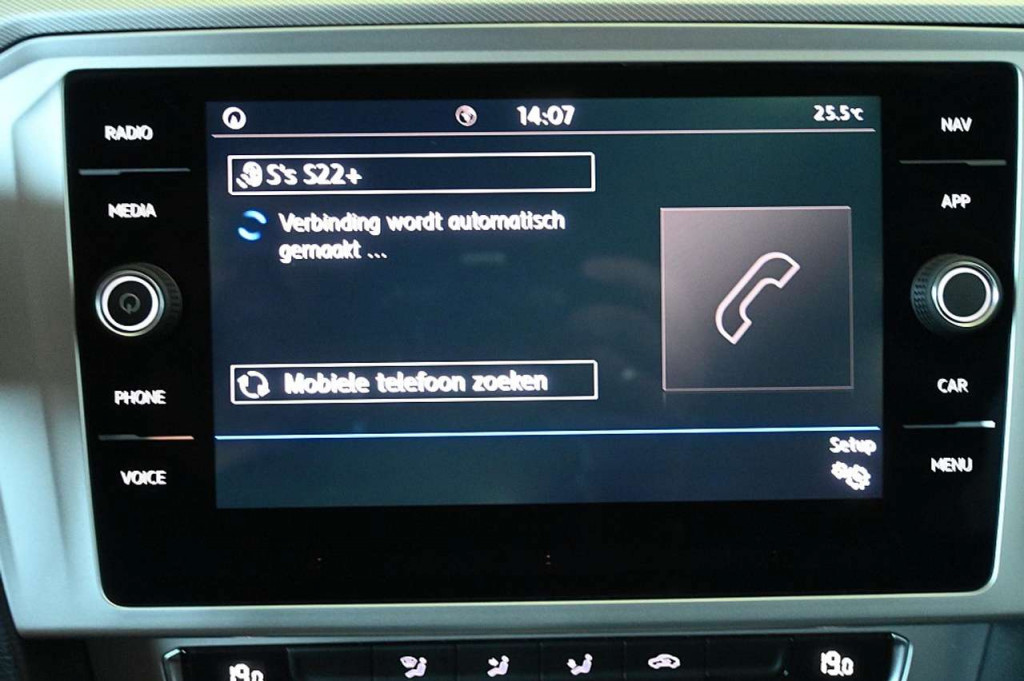 14:07
25.5°C
RADIO
MEDIA
PHONE
VOICE
S's S22+
Verbinding wordt automatisch
gemaakt ...
Mobiele telefoon zoeken
Setup
NAV
APP
CAR
MENU
19.0
19.0